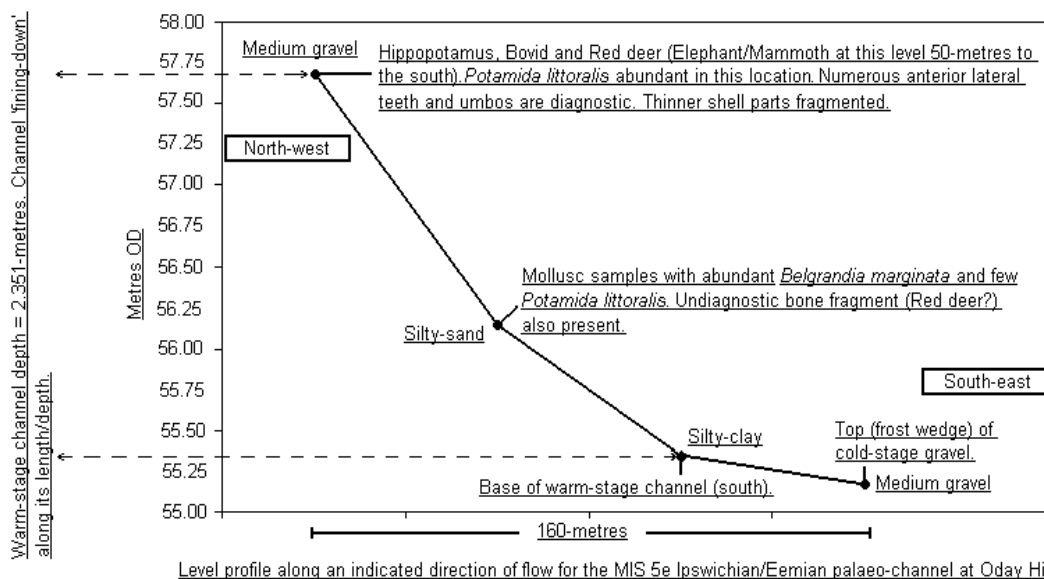 Warm-stage channel depth = 2.351-metres. Channel 'fining-down'
along its length/depth.
Metres OD
58.00
57.75
57.50
57.25
57.00
56.75
56.50
56.25
56.00
55.75
55.50
55.25
55.00
Medium gravel
Hippopotamus, Bovid and Red deer (Elephant/Mammoth at this level 50-metres to
the south). Potamida littoralis abundant in this location. Numerous anterior lateral
teeth and umbos are diagnostic. Thinner shell parts fragmented.
North-west
Mollusc samples with abundant Belgrandia marginata and few
Potamida littoralis. Undiagnostic bone fragment (Red deer?)
also present.
Silty-sand
South-east
Silty-clay
Top (frost wedge) of
cold-stage gravel.
Base of warm-stage channel (south).
Medium gravel
160-metres
Level profile along an indicated direction of flow for the MIS 5e Ipswichian/Eemian palaeo-channel at Oday Hi